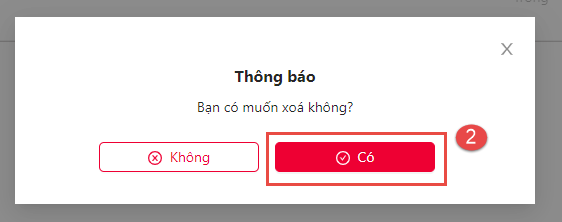 Thông báo
Bạn có muốn xoá không?
Không
Có
2